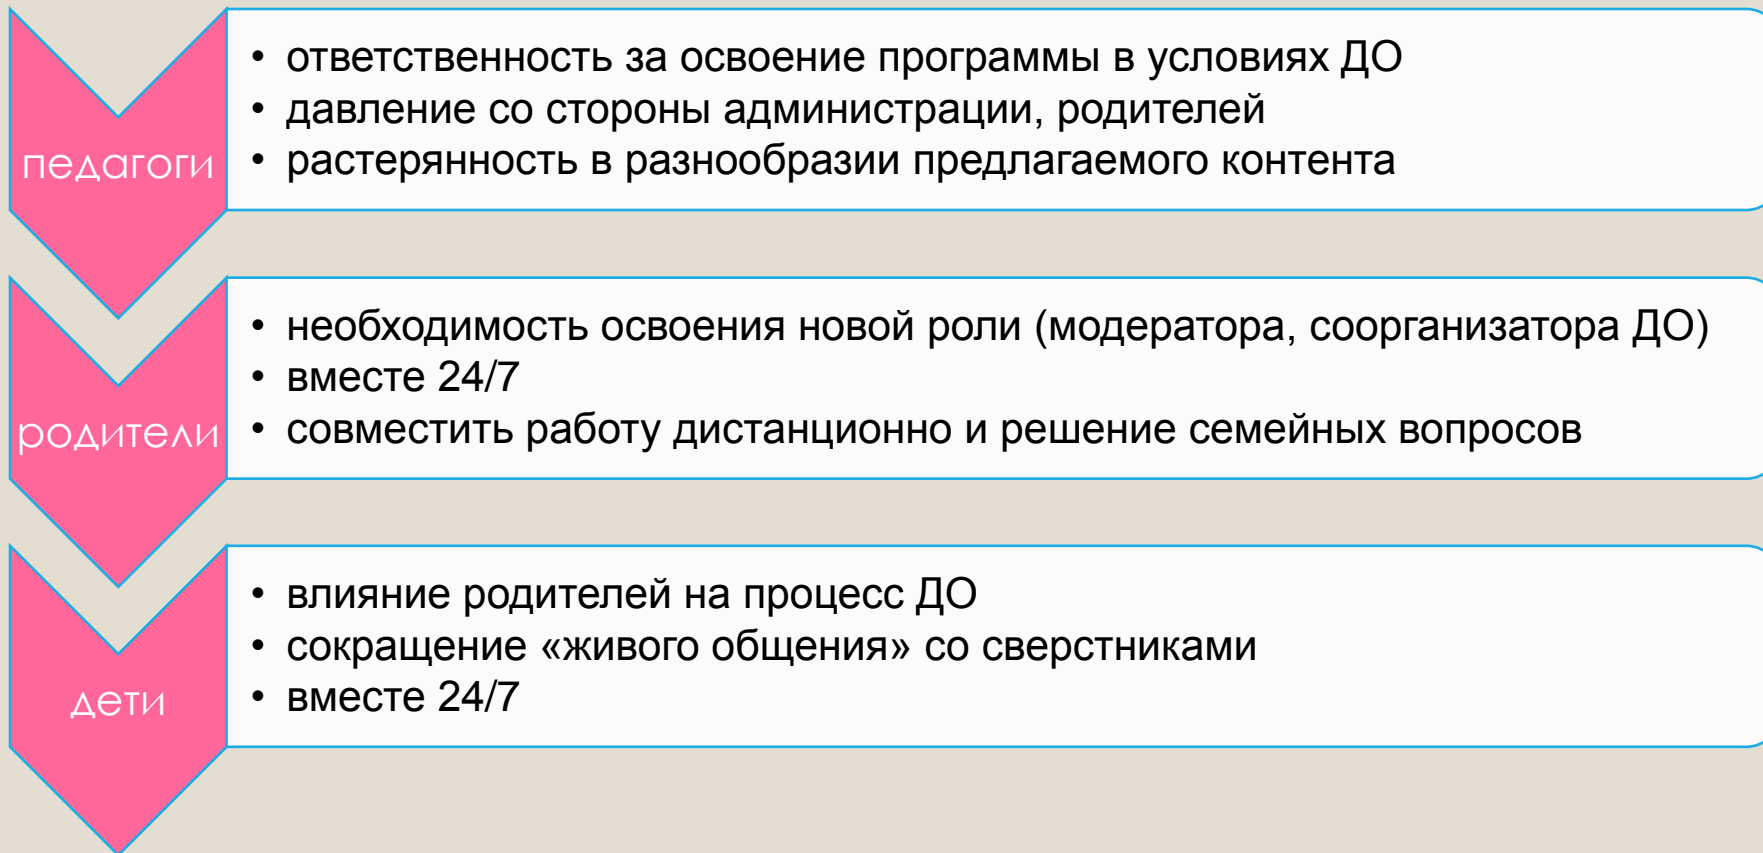 педагоги
• ответственность за освоение программы в условиях ДО
• давление со стороны администрации, родителей
• растерянность в разнообразии предлагаемого контента
родители
• необходимость освоения новой роли (модератора, соорганизатора ДО)
• вместе 24/7
• совместить работу дистанционно и решение семейных вопросов
дети
• влияние родителей на процесс ДО
• сокращение «живого общения» со сверстниками
• вместе 24/7